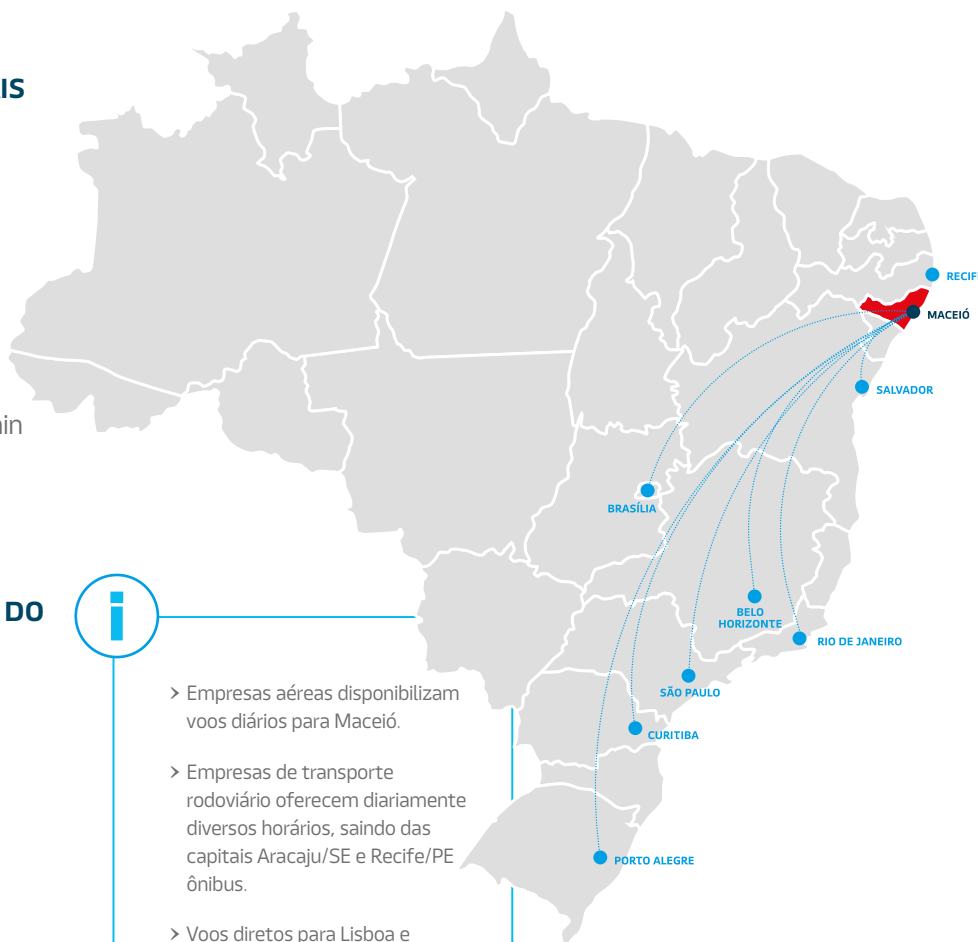 IS
RECIF
MACEIÓ
SALVADOR
in
BRASÍLIA
BELO
HORIZONTE
RIO DE JANEIRO
SÃO PAULO
CURITIBA
PORTO ALEGRE
DO
i
> Empresas aéreas disponibilizam
voos diários para Maceió.
> Empresas de transporte
rodoviário oferecem diariamente
diversos horários, saindo das
capitais Aracaju/SE e Recife/PE
ônibus.
> Voos diretos para Lisboa e